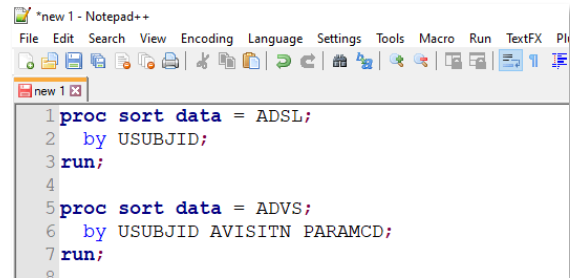 *new 1 - Notepad++
File Edit Search View Encoding Language Settings Tools Macro Run TextFX
new 1
1 proc sort data = ADSL;
2 by USUBJID;
3 run;
4
5 proc sort data = ADVS;
6 by USUBJID AVISITN PARAMCD;
7 run;
8